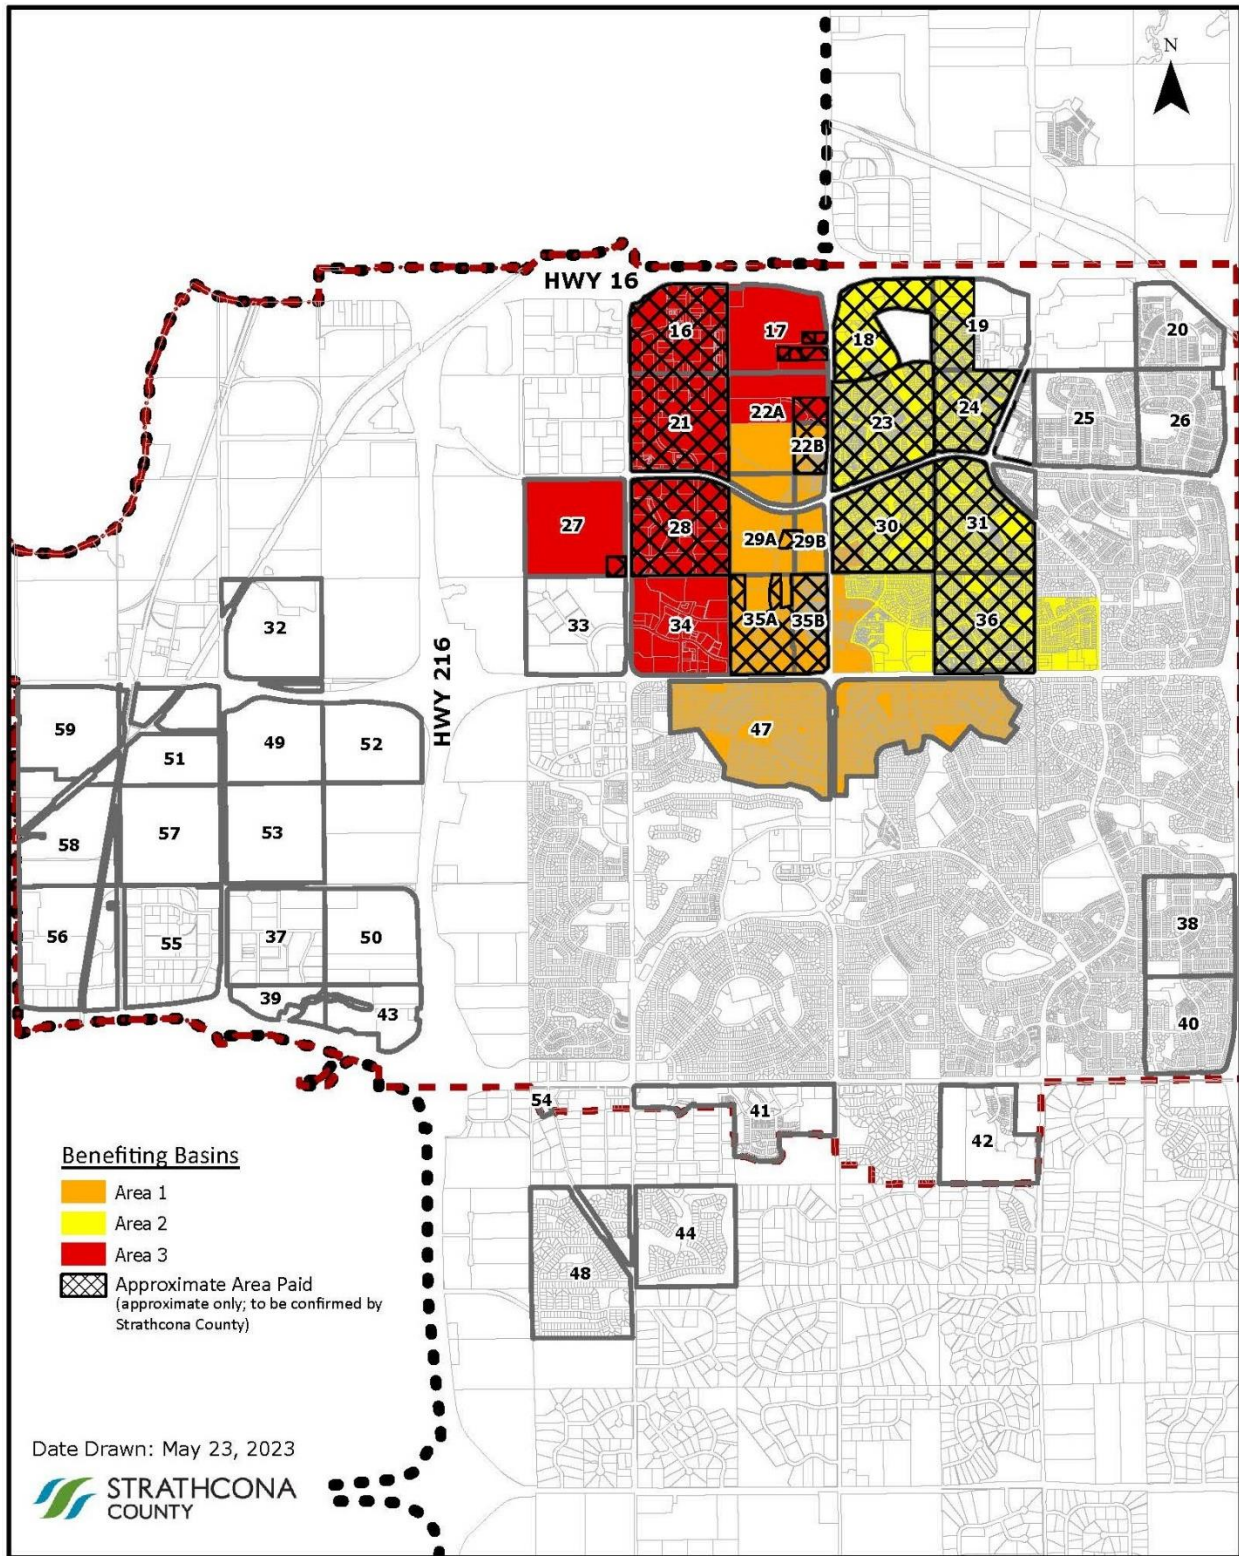 N
HWY 16
16
17
18
19
20
21
22A
22B
23
24
25
26
27
28
29A
29B
30
31
32
33
34
35A
35B
36
HWY 216
47
59
51
49
52
58
57
53
56
55
37
50
39
43
38
40
54
41
42
44
48
Benefiting Basins
Area 1
Area 2
Area 3
Approximate Area Paid
(approximate only; to be confirmed by
Strathcona County)
Date Drawn: May 23, 2023
STRATHCONA
COUNTY